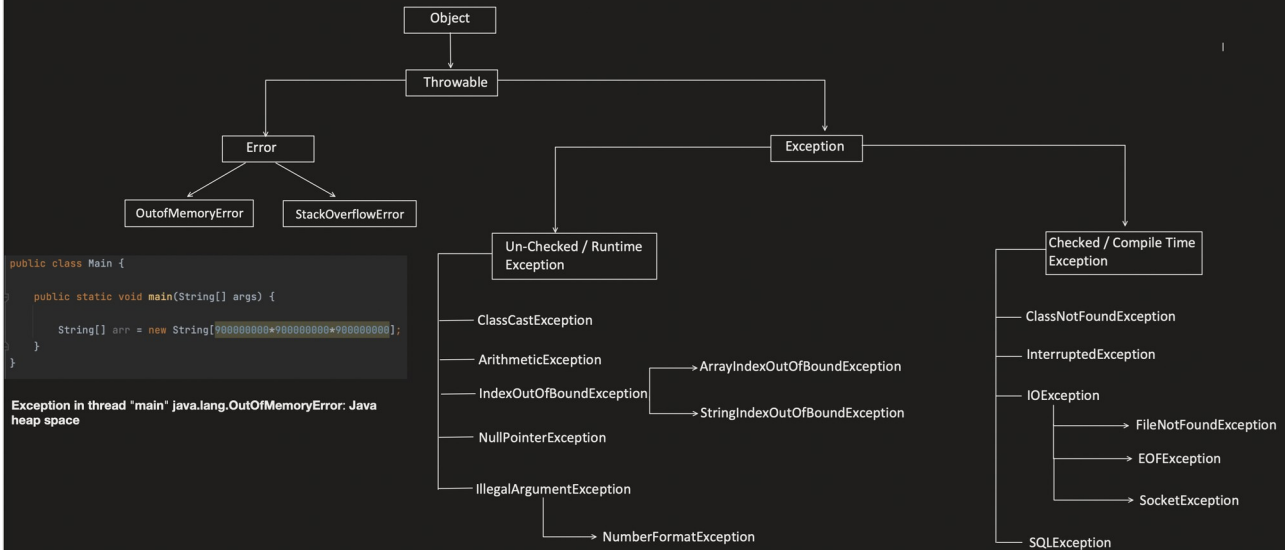 Object
Throwable
Error
Exception
OutofMemoryError
StackOverflowError
Un-Checked / Runtime
Exception
Checked / Compile Time
Exception
public class Main {
public static void main(String[] args) {
String[] arr = new String[900000000*900000000*900000000];
}
}
Exception in thread "main" java.lang.OutOfMemoryError: Java
heap space
ClassCastException
ArithmeticException
IndexOutOfBoundException
ArrayIndexOutOfBoundException
StringIndexOutOfBoundException
NullPointerException
IllegalArgumentException
NumberFormatException
ClassNotFoundException
InterruptedException
IOException
FileNotFoundException
EOFException
SocketException
SQLException